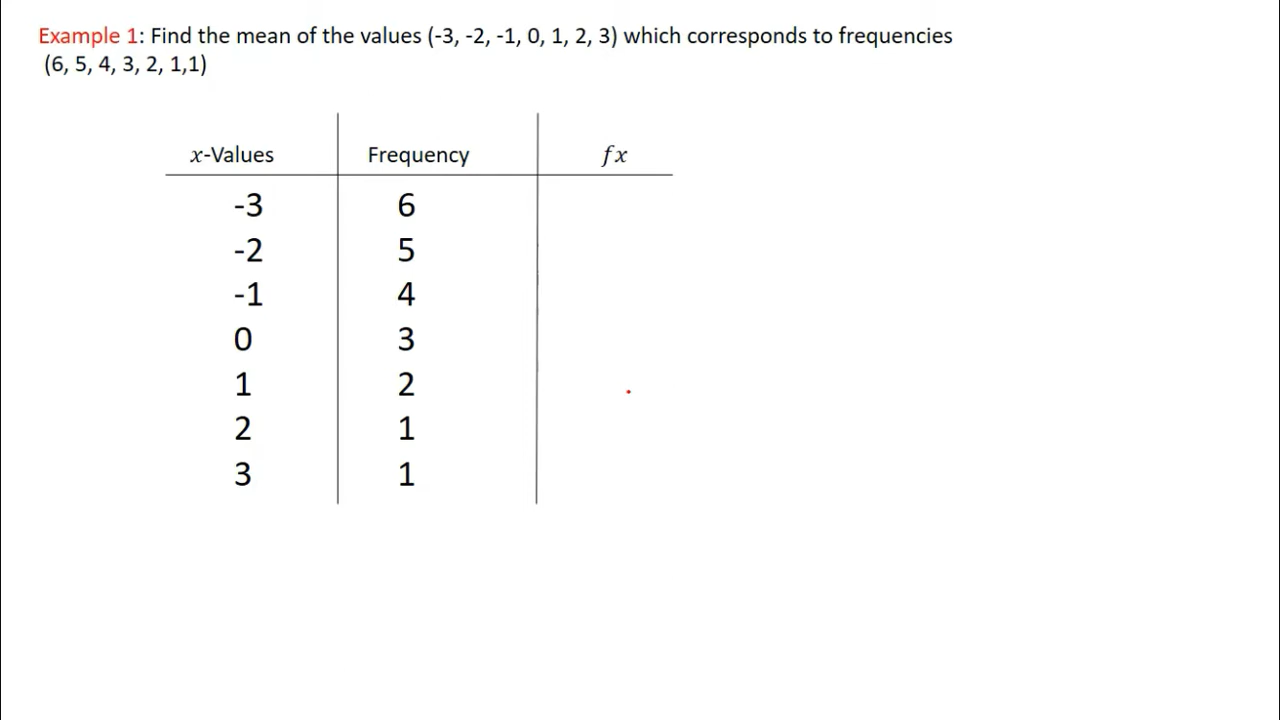 Example 1: Find the mean of the values (-3, -2, -1, 0, 1, 2, 3) which corresponds to frequencies
(6, 5, 4, 3, 2, 1,1)
x-Values Frequency fx
-3 6
-2 5
-1 4
0 3
1 2
2 1
3 1